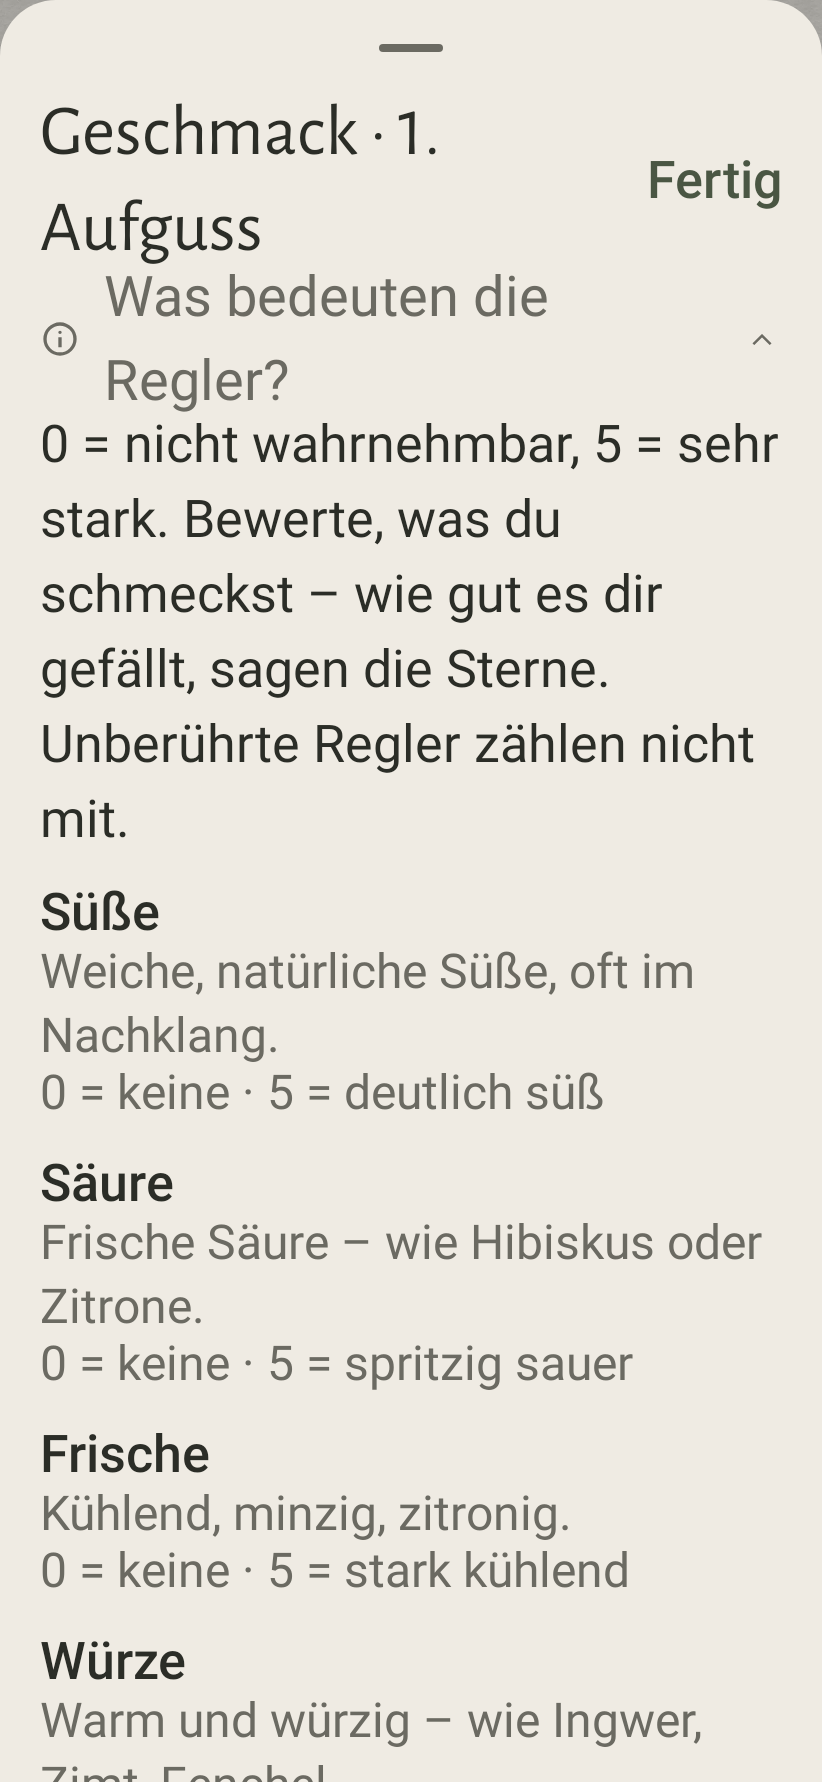 Geschmack · 1.
Aufguss
Fertig
Was bedeuten die
Regler?
0 = nicht wahrnehmbar, 5 = sehr
stark. Bewerte, was du
schmeckst – wie gut es dir
gefällt, sagen die Sterne.
Unberührte Regler zählen nicht
mit.
Süße
Weiche, natürliche Süße, oft im
Nachklang.
0 = keine · 5 = deutlich süß
Säure
Frische Säure – wie Hibiskus oder
Zitrone.
0 = keine · 5 = spritzig sauer
Frische
Kühlend, minzig, zitronig.
0 = keine · 5 = stark kühlend
Würze
Warm und würzig – wie Ingwer,
Zimt, Fenchel